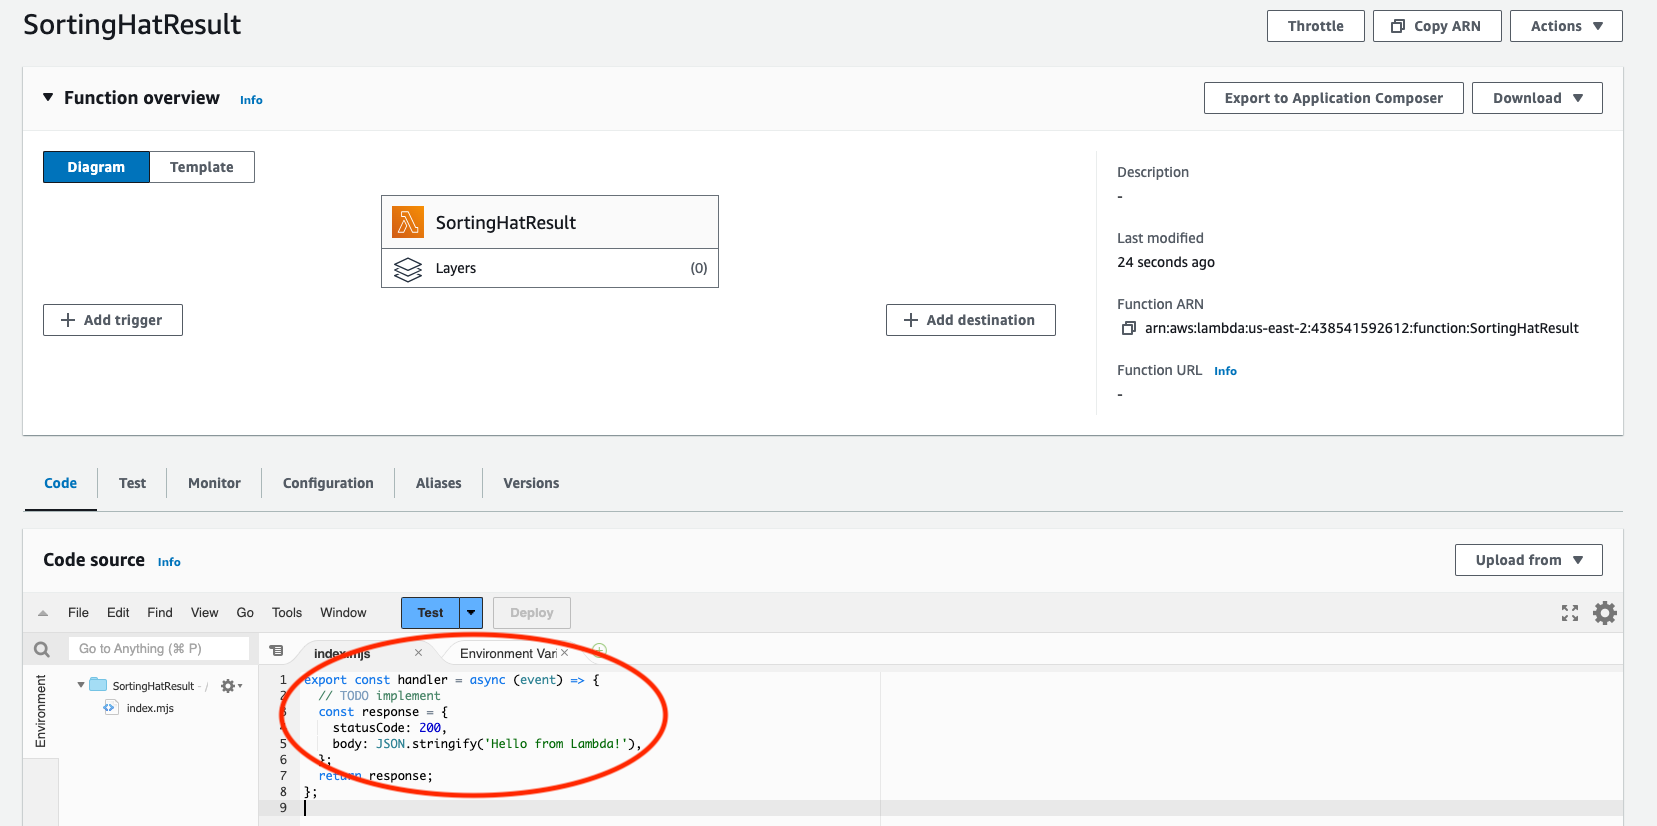 SortingHatResult
Throttle
Copy ARN
Actions
Function overview Info
Export to Application Composer
Download
Diagram
Template
SortingHatResult
Layers (0)
Add trigger
Add destination
Description
-
Last modified
24 seconds ago
Function ARN
arn:aws:lambda:us-east-2:438541592612:function:SortingHatResult
Function URL Info
-
Code
Test
Monitor
Configuration
Aliases
Versions
Code source Info
Upload from
File Edit Find View Go Tools Window
Test
Deploy
Go to Anything (⌘ P)
index.mjs ×
Environment Vari ×
Environment
SortingHatResult - /
index.mjs
1 export const handler = async (event) => {
2 // TODO implement
3 const response = {
4 statusCode: 200,
5 body: JSON.stringify('Hello from Lambda!'),
6 };
7 return response;
8 };
9